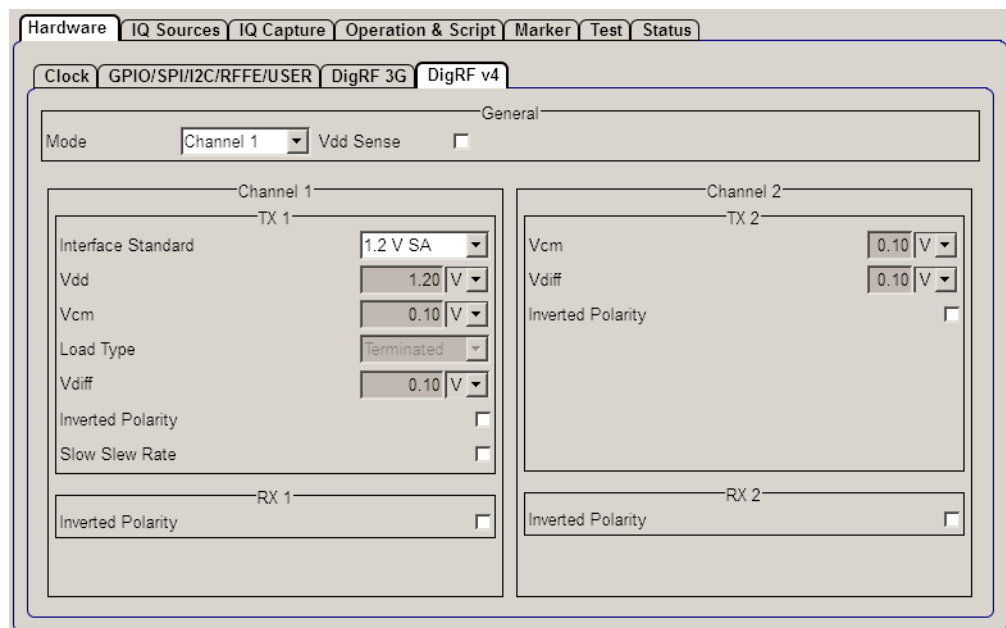 Hardware IQ Sources IQ Capture Operation & Script Marker Test Status
Clock GPIO/SPI/I2C/RFFE/USER DigRF 3G DigRF v4
General
Mode Channel 1 Vdd Sense
Channel 1
TX 1
Interface Standard 1.2 V SA
Vdd 1.20 V
Vcm 0.10 V
Load Type Terminated
Vdiff 0.10 V
Inverted Polarity
Slow Slew Rate
RX 1
Inverted Polarity
Channel 2
TX 2
Vcm 0.10 V
Vdiff 0.10 V
Inverted Polarity
RX 2
Inverted Polarity